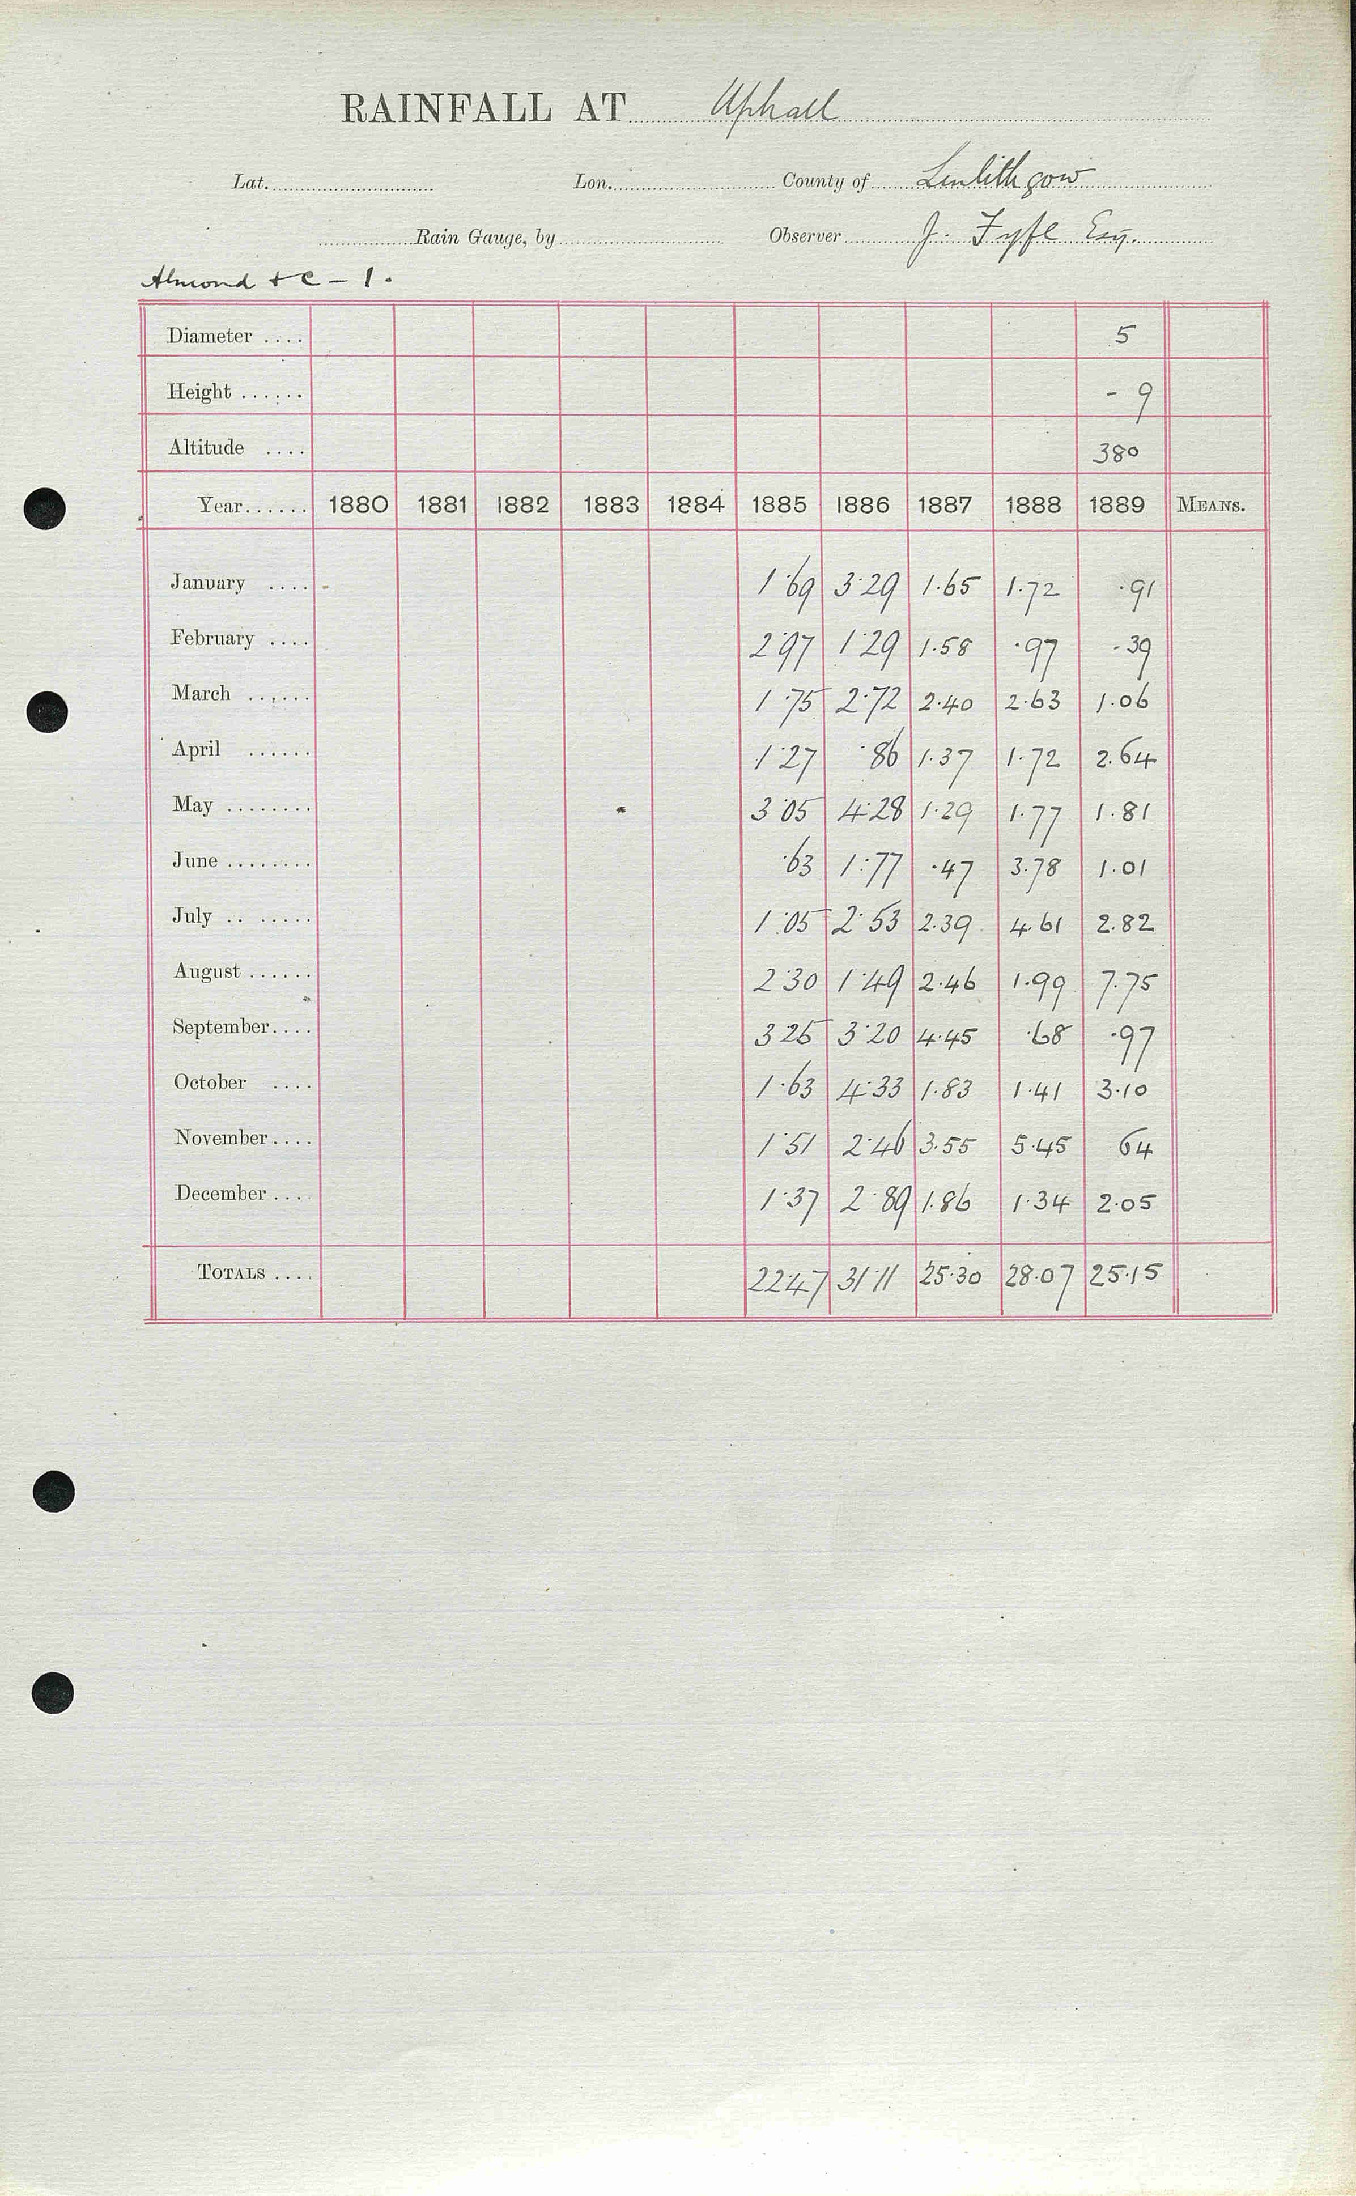 RAINFALL AT Uphall
Lat. Lon. County of Linlithgow
Rain Gauge, by Observer J. Fyfe Esq.
Almond + C - 1.
Diameter .... 5
Height ...... - 9
Altitude .... 380
Year...... 1880 1881 1882 1883 1884 1885 1886 1887 1888 1889 MEANS.
January .... 1.69 3.29 1.65 1.72 .91
February .... 2.97 1.29 1.58 .97 .39
March ...... 1.75 2.72 2.40 2.63 1.06
April ...... 1.27 .86 1.37 1.72 2.64
May ........ 3.05 4.28 1.29 1.77 1.81
June ........ .63 1.77 .47 3.78 1.01
July .. ..... 1.05 2.53 2.39 4.61 2.82
August ...... 2.30 1.49 2.46 1.99 7.75
September.... 3.25 3.20 4.45 .68 .97
October .... 1.63 4.33 1.83 1.41 3.10
November.... 1.51 2.46 3.55 5.45 64
December .... 1.37 2.89 1.86 1.34 2.05
TOTALS .... 22.47 31.11 25.30 28.07 25.15